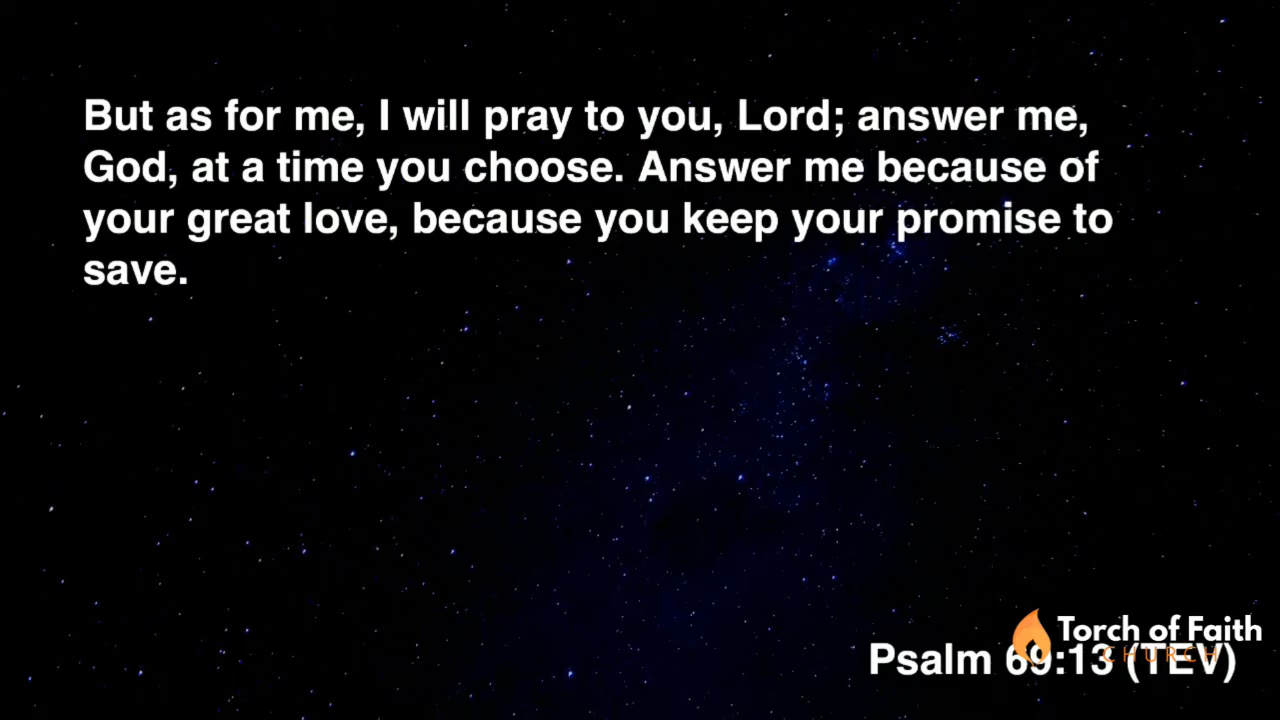 But as for me, I will pray to you, Lord; answer me,
God, at a time you choose. Answer me because of
your great love, because you keep your promise to
save.
Torch of Faith
CHURCH
Psalm 69:13 (TEV)